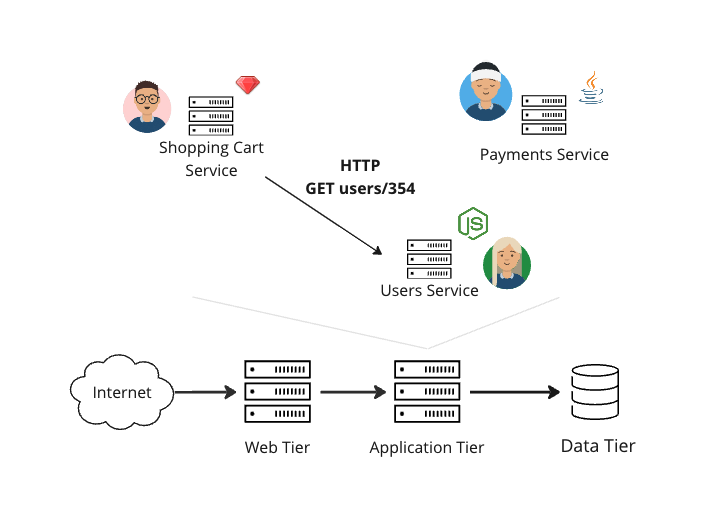 Shopping Cart
Service
Payments Service
HTTP
GET users/354
JS
Users Service
Internet
Web Tier
Application Tier
Data Tier